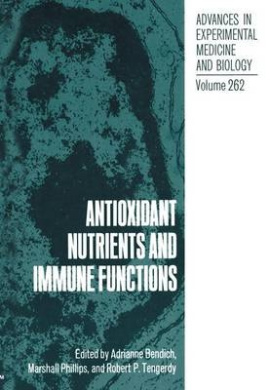 ADVANCES IN
EXPERIMENTAL
MEDICINE
AND BIOLOGY
Volume 262
ANTIOXIDANT
NUTRIENTS AND
IMMUNE FUNCTIONS
Edited by Adrianne Bendich,
Marshall Phillips, and Robert P. Tengerdy